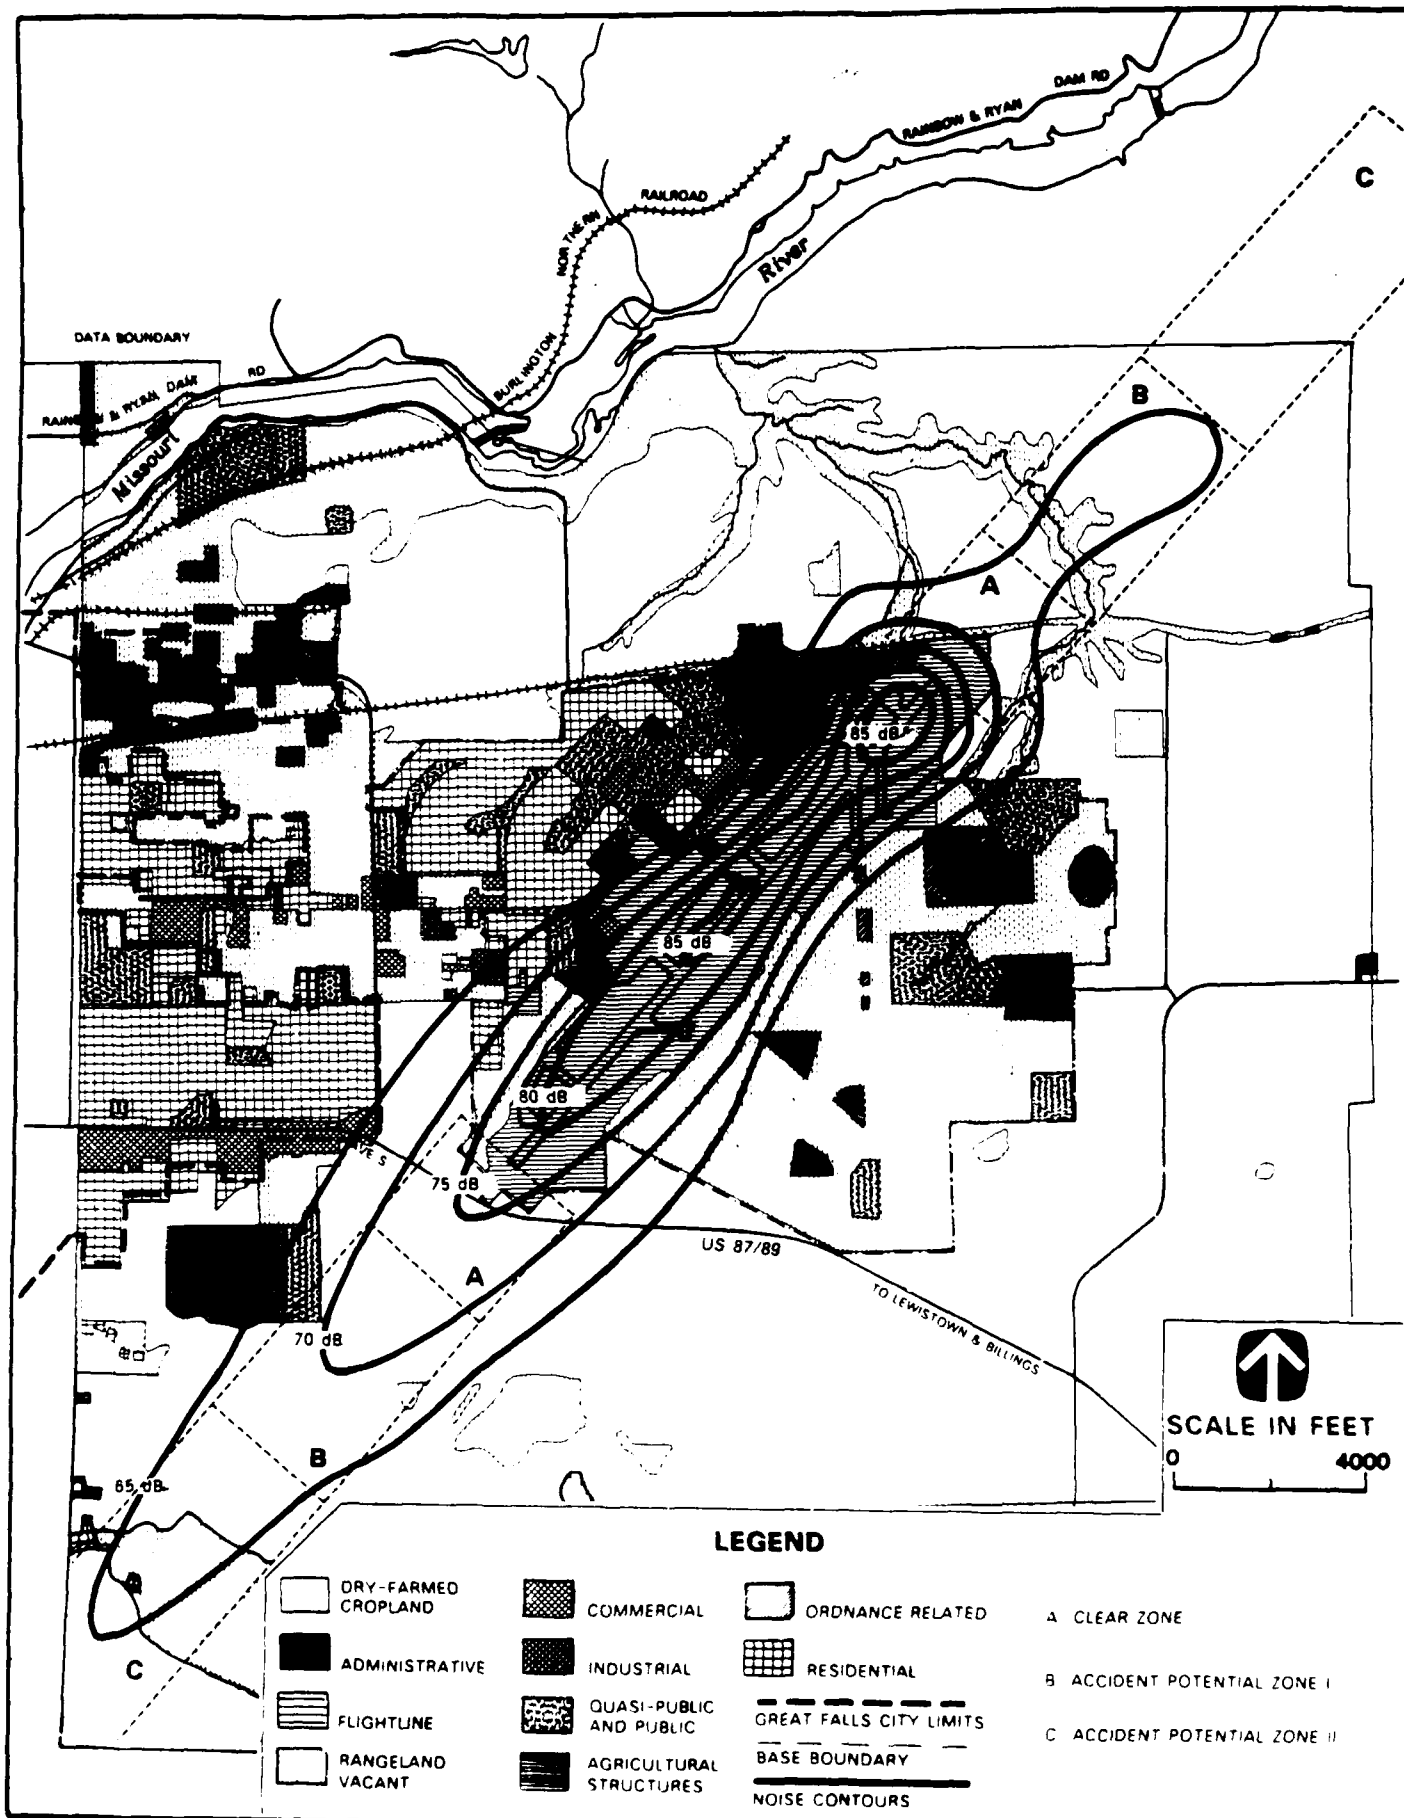 DAM RD
RAINBOW & RYAN
C
RAILROAD
NORTHERN
River
DATA BOUNDARY
BURLINGTON
RD
RAINBOW & RYAN DAM
B
Missouri
A
85 dB
85 dB
80 dB
VE S
75 dB
US 87/89
A
TO LEWISTOWN & BILLINGS
70 dB
SCALE IN FEET
0 4000
B
65 dB
C
LEGEND
DRY-FARMED
CROPLAND
ADMINISTRATIVE
FLIGHTLINE
RANGELAND
VACANT
COMMERCIAL
INDUSTRIAL
QUASI-PUBLIC
AND PUBLIC
AGRICULTURAL
STRUCTURES
ORDNANCE RELATED
RESIDENTIAL
GREAT FALLS CITY LIMITS
BASE BOUNDARY
NOISE CONTOURS
A CLEAR ZONE
B ACCIDENT POTENTIAL ZONE I
C ACCIDENT POTENTIAL ZONE II